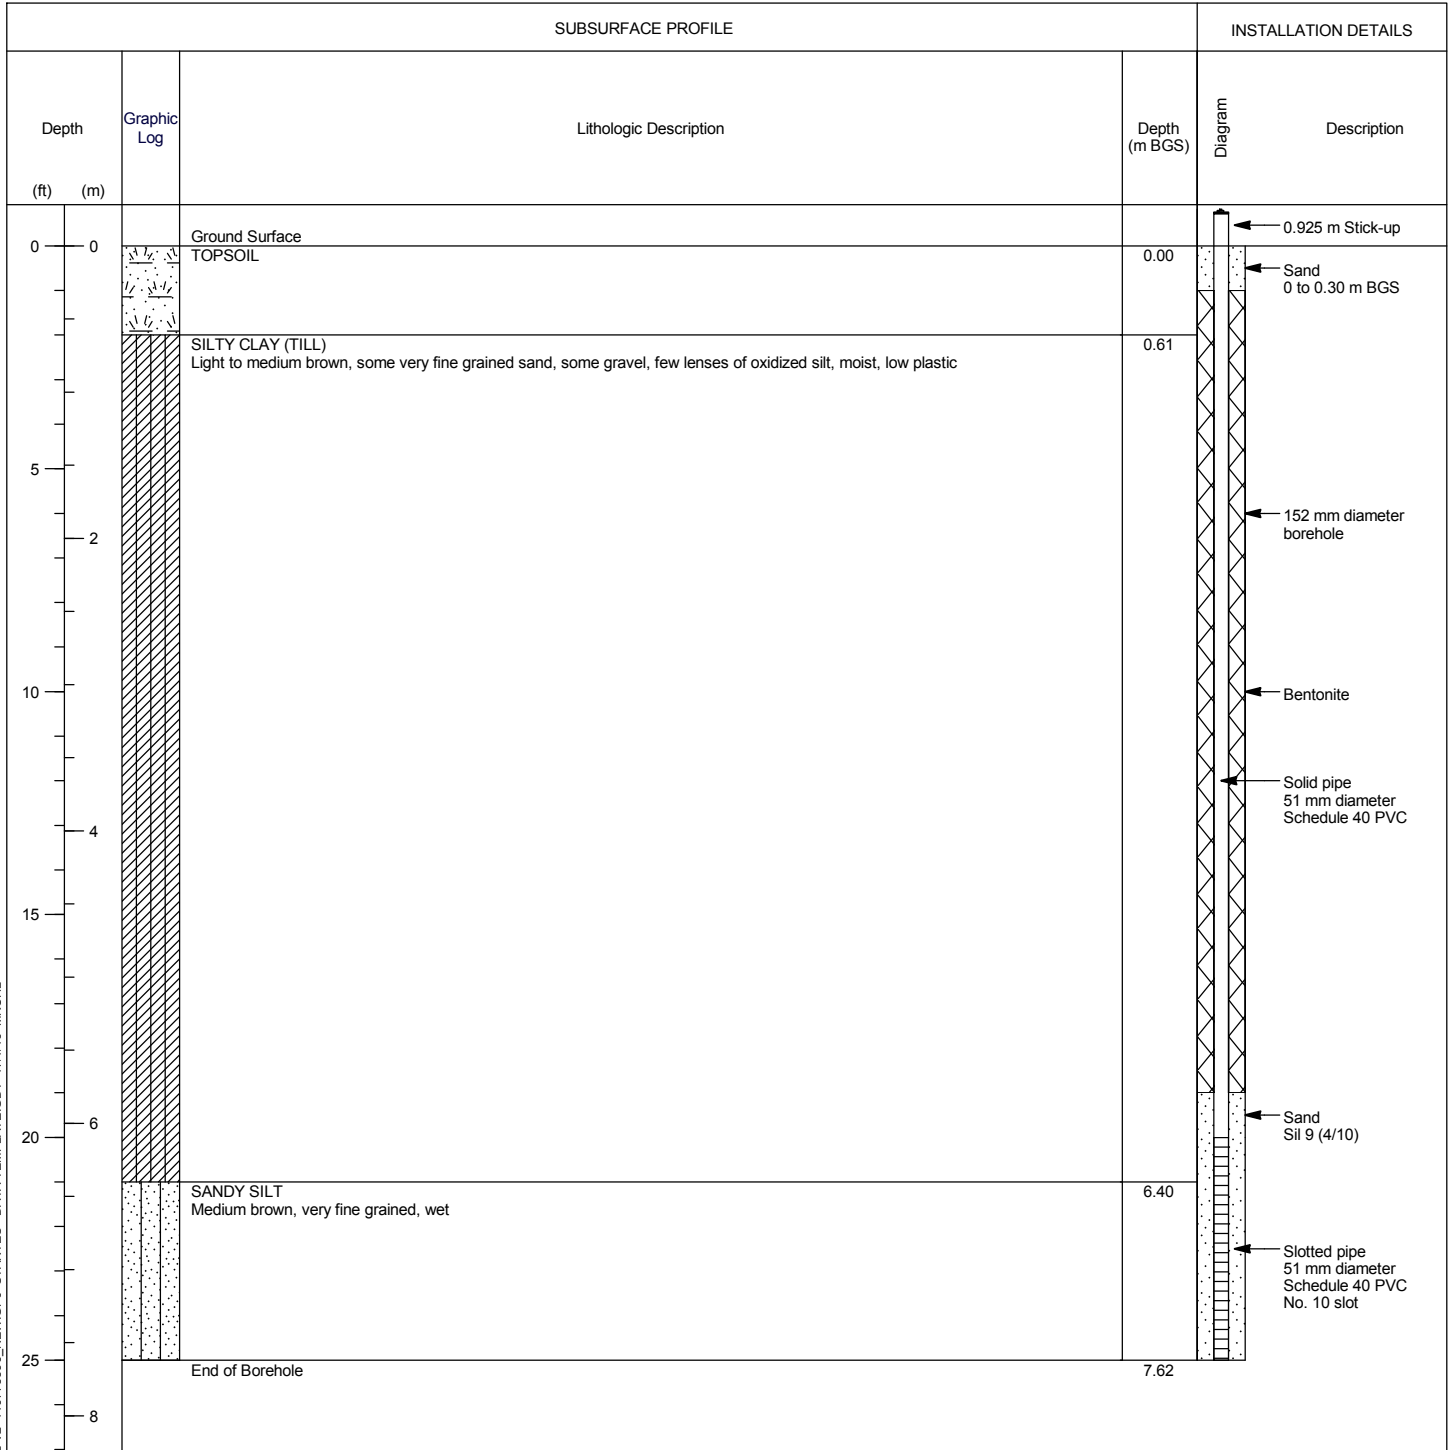 SUBSURFACE PROFILE
INSTALLATION DETAILS
Depth
Graphic
Log
Lithologic Description
Depth
(m BGS)
Diagram
Description
(ft) (m)
Ground Surface
0.925 m Stick-up
0 0
TOPSOIL
0.00
Sand
0 to 0.30 m BGS
SILTY CLAY (TILL)
0.61
Light to medium brown, some very fine grained sand, some gravel, few lenses of oxidized silt, moist, low plastic
5
152 mm diameter
borehole
2
10
Bentonite
Solid pipe
51 mm diameter
Schedule 40 PVC
4
15
Sand
Sil 9 (4/10)
6
20
SANDY SILT
6.40
Medium brown, very fine grained, wet
Slotted pipe
51 mm diameter
Schedule 40 PVC
No. 10 slot
25
End of Borehole
7.62
8